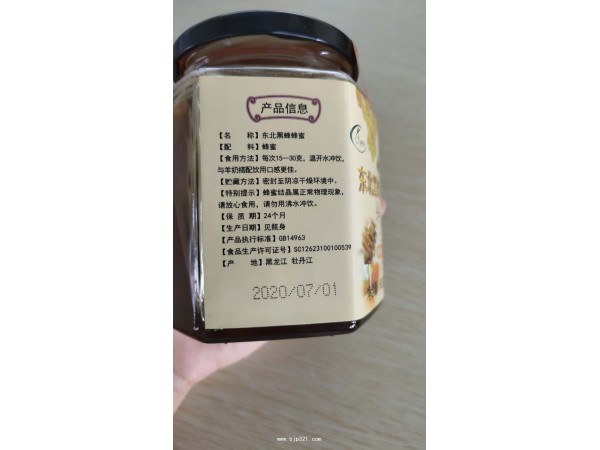 产品信息
【名 称】东北黑蜂蜂蜜
【配 料】蜂蜜
【食用方法】每次15—30克，温开水冲饮，
与羊奶搭配饮用口感更佳。
【贮藏方法】密封至阴凉干燥环境中。
【特别提示】蜂蜜结晶属正常物理现象，
请放心食用，请勿用沸水冲饮。
【保 质 期】24个月
【生产日期】见瓶身
【产品执行标准】GB14963
【食品生产许可证号】SC12623100100539
【产 地】黑龙江 牡丹江
2020/07/01
东北
www.bjp321.com